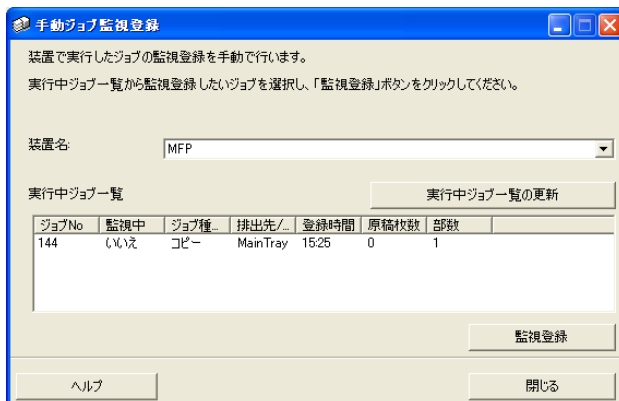 手動ジョブ監視登録
装置で実行したジョブの監視登録を手動で行います。
実行中ジョブ一覧から監視登録したいジョブを選択し、「監視登録」ボタンをクリックしてください。
装置名:
MFP
実行中ジョブ一覧
実行中ジョブ一覧の更新
ジョブNo 監視中 ジョブ種... 排出先/... 登録時間 原稿枚数 部数
144 いいえ コピー MainTray 15:25 0 1
監視登録
ヘルプ
閉じる